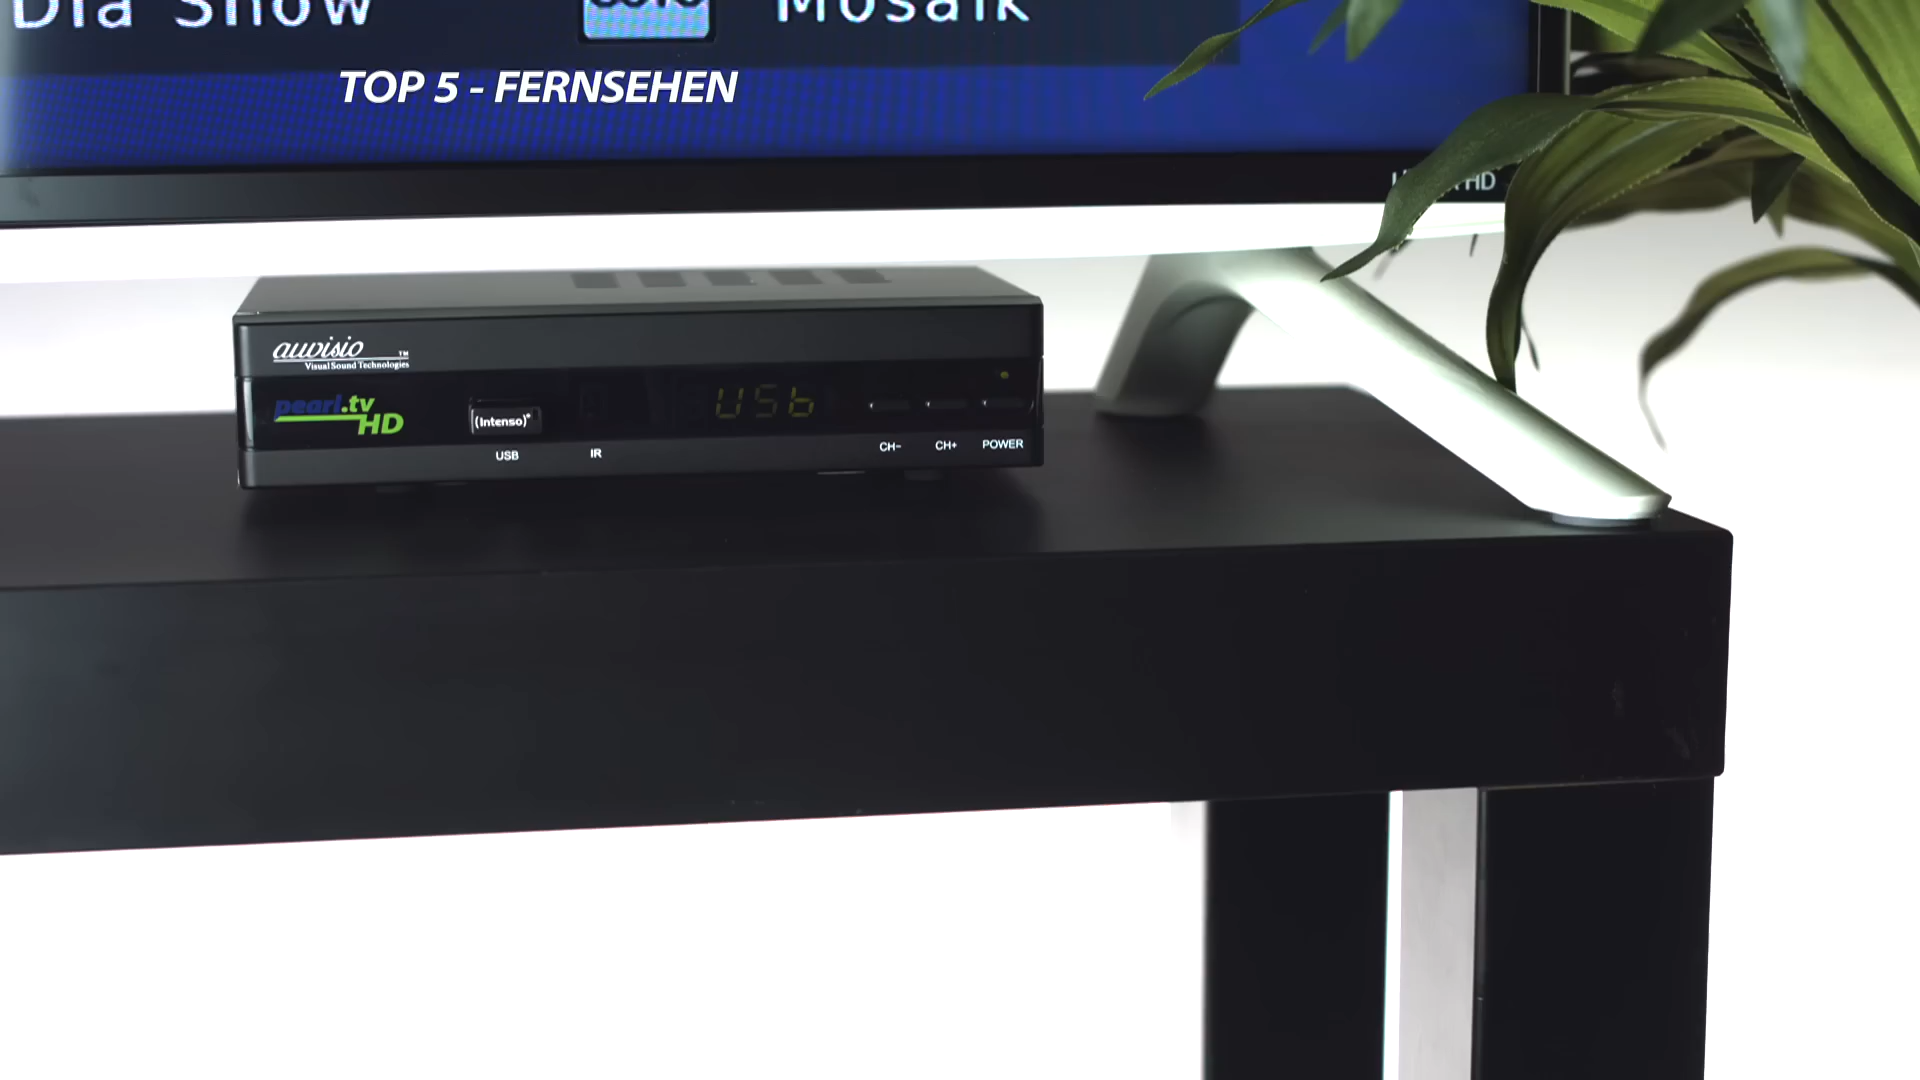 Dia Show
Mosaik
TOP 5 - FERNSEHEN
HD
auvisio
TM
Visual Sound Technologies
pearl.tv
HD
(intenso)®
USB
IR
USb
CH-
CH+
POWER